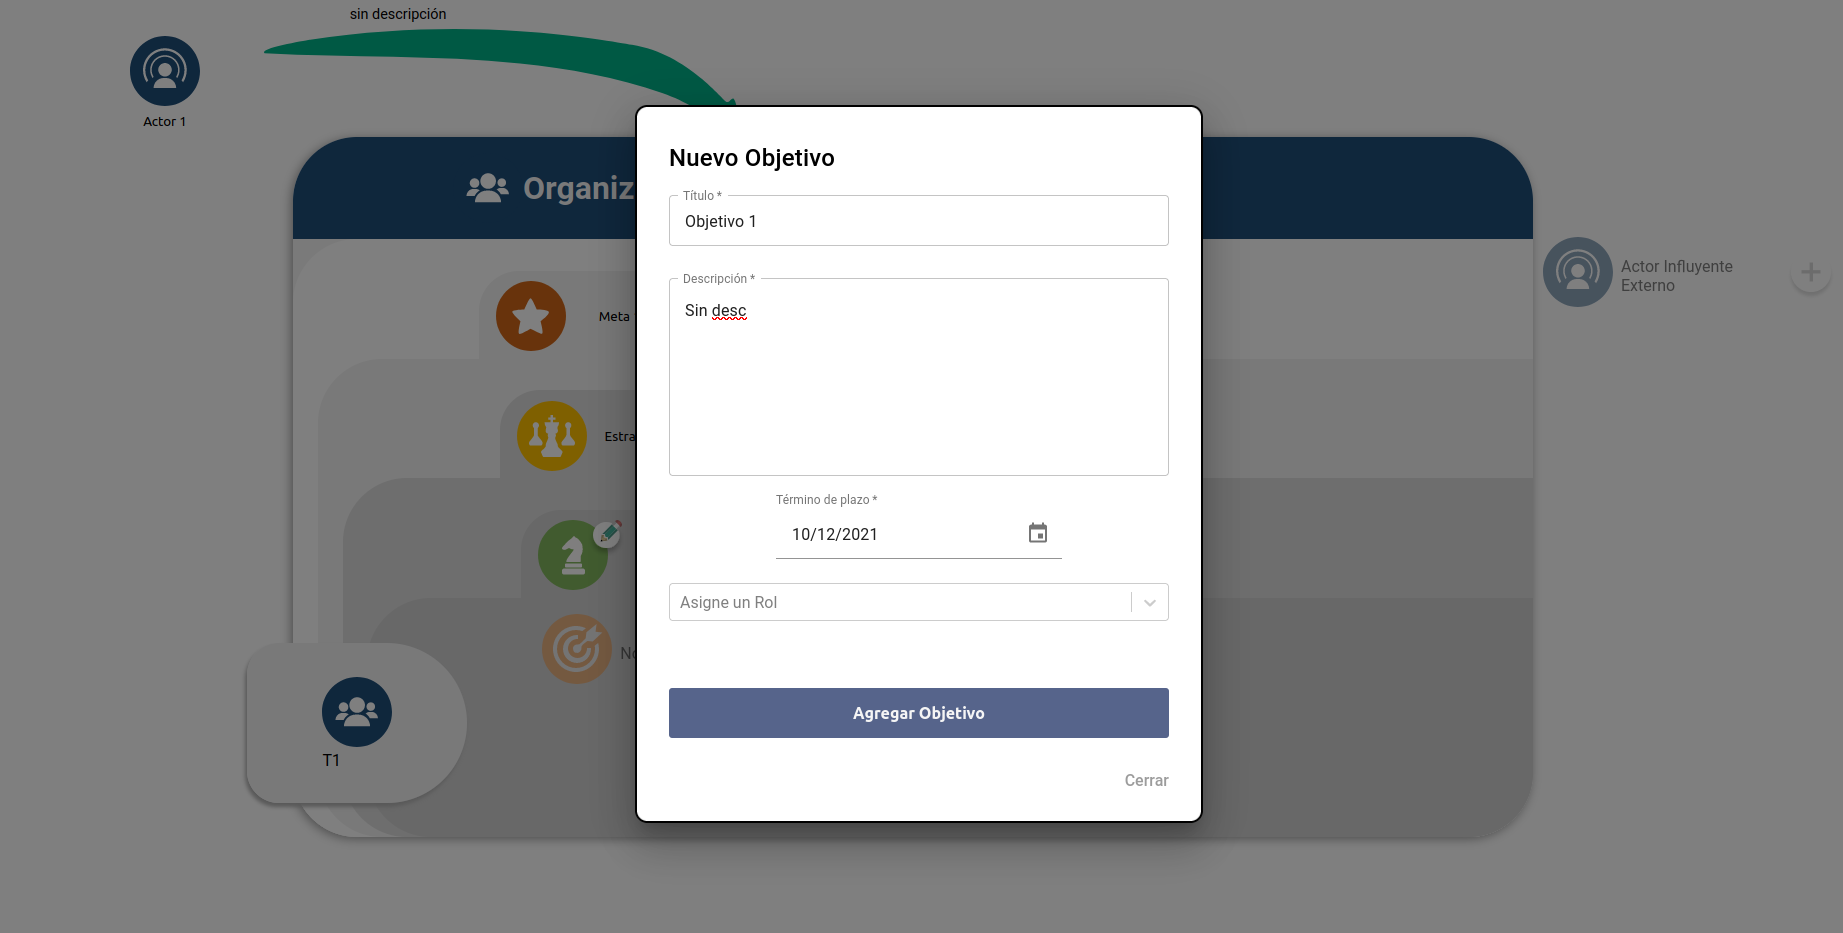 sin descripción
Actor 1
Organiz
Actor Influyente
Externo
Meta
Estra
No
T1
Nuevo Objetivo
Título *
Objetivo 1
Descripción *
Sin desc
Término de plazo *
10/12/2021
Asigne un Rol
Agregar Objetivo
Cerrar